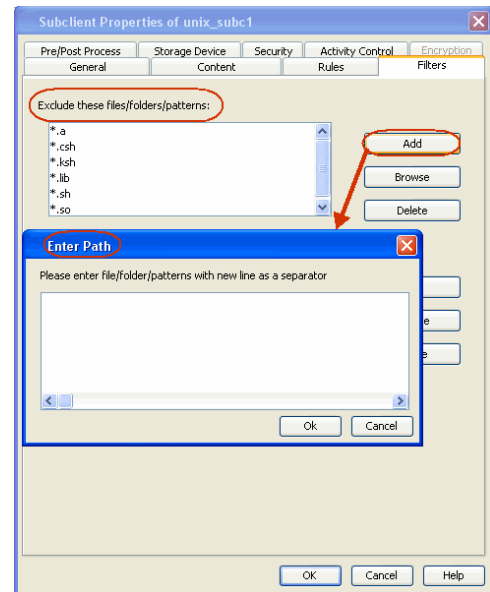 Subclient Properties of unix_subc1
Pre/Post Process Storage Device Security Activity Control Encryption
General Content Rules Filters
Exclude these files/folders/patterns:
*.a
*.csh
*.ksh
*.lib
*.sh
*.so
Add
Browse
Delete
Enter Path
Please enter file/folder/patterns with new line as a separator
e
e
Ok Cancel
OK Cancel Help